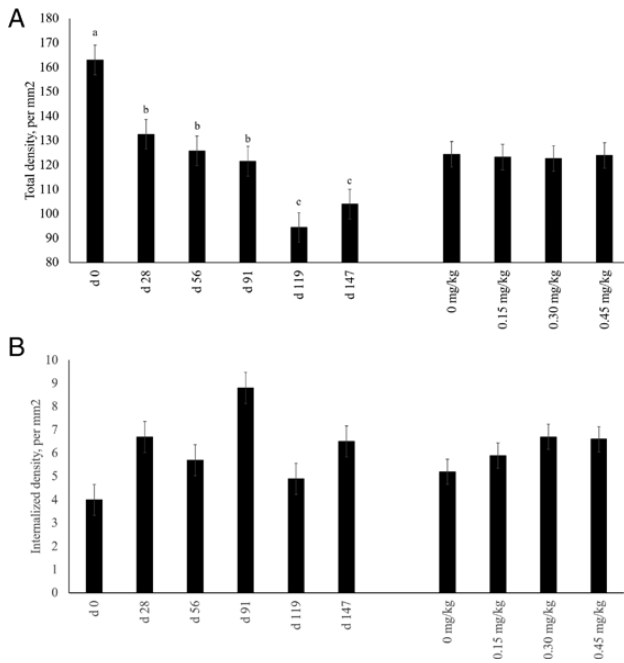 A
Total density, per mm2
180
170
160
150
140
130
120
110
100
90
80
a
b
b
b
c
c
d 0
d 28
d 56
d 91
d 119
d 147
0 mg/kg
0.15 mg/kg
0.30 mg/kg
0.45 mg/kg
B
Internalized density, per mm2
10
9
8
7
6
5
4
3
2
1
0
d 0
d 28
d 56
d 91
d 119
d 147
0 mg/kg
0.15 mg/kg
0.30 mg/kg
0.45 mg/kg